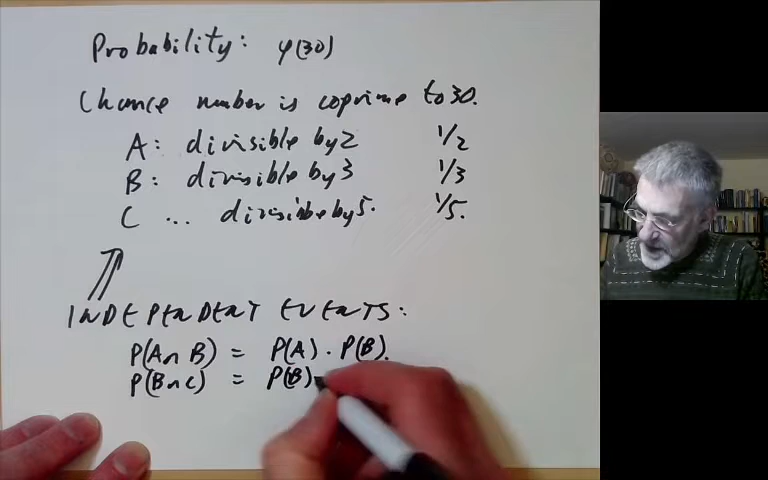 Probability: φ(30)
Chance number is coprime to 30.
A: divisible by 2 1/2
B: divisible by 3 1/3
C ... divisible by 5. 1/5.
INDEPENDENT EVENTS:
P(A∩B) = P(A) · P(B).
P(B∩C) = P(B)